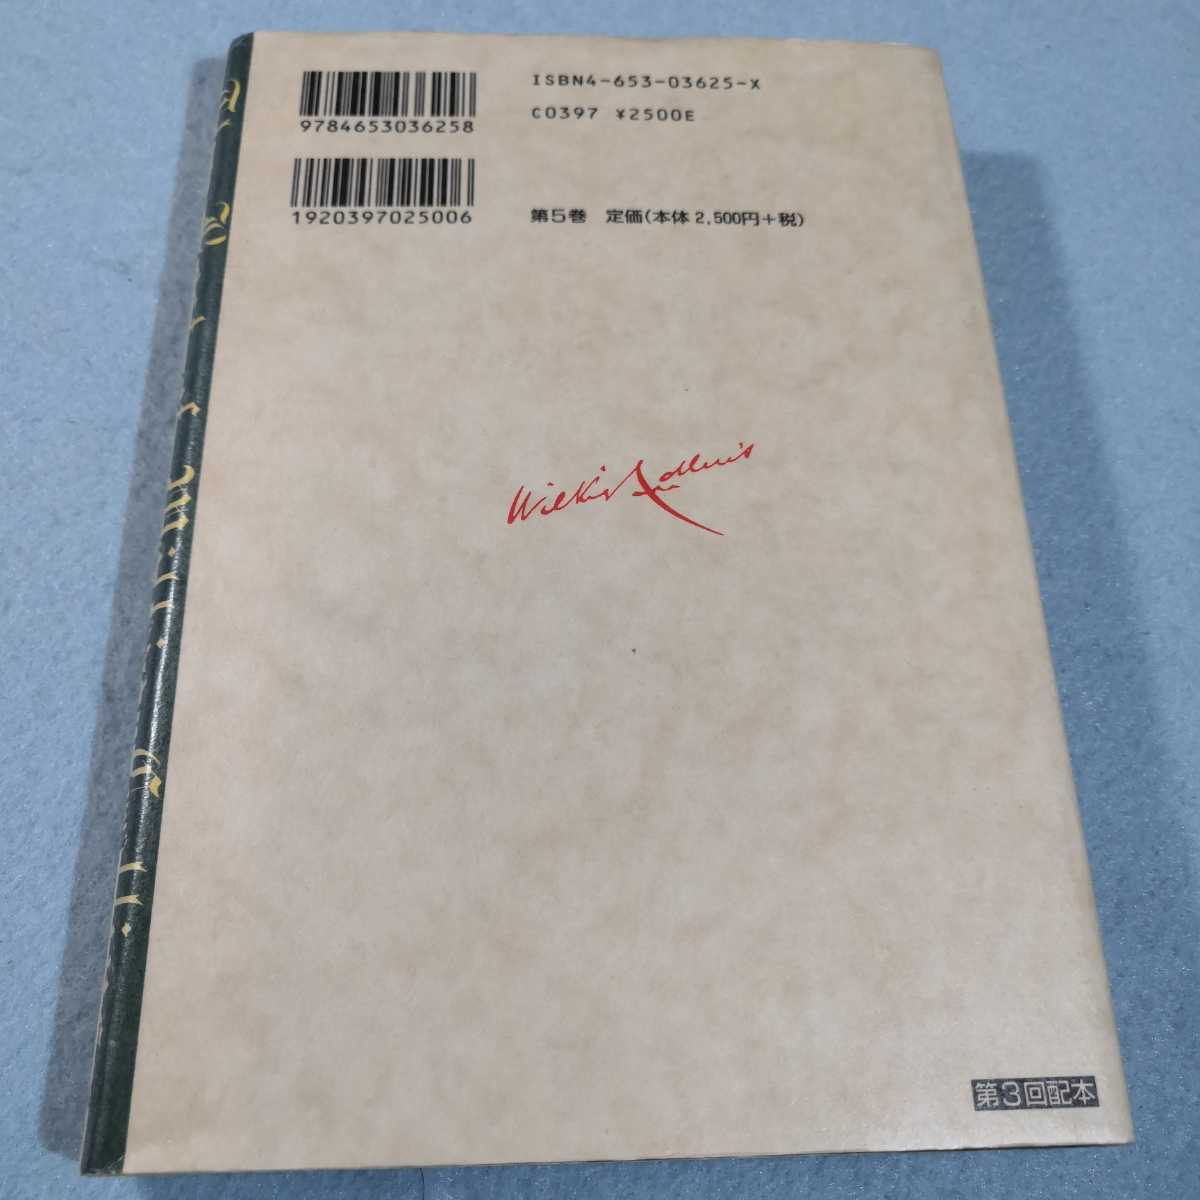 ISBN4-653-03625-X
9784653036258
C0397 ¥2500E
1920397025006
第5巻 定価(本体2,500円+税)
Wilkie Collins
第3回配本